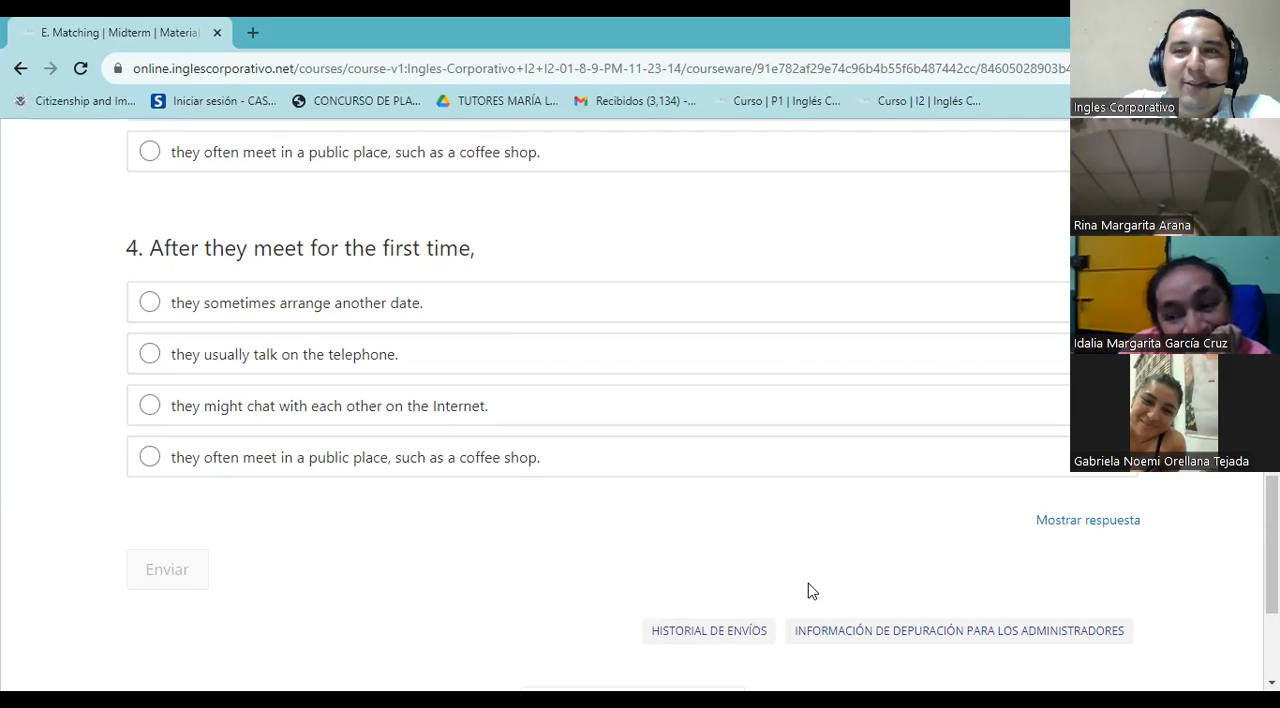 E. Matching | Midterm | Material
online.inglescorporativo.net/courses/course-v1:Ingles-Corporativo+I2+I2-01-8-9-PM-11-23-14/courseware/91e782af29e74c96b4b55f6b487442cc/84605028903b4
Citizenship and Im...
Iniciar sesión - CAS...
CONCURSO DE PLA...
TUTORES MARÍA L...
Recibidos (3,134) -...
Curso | P1 | Inglés C...
Curso | I2 | Inglés C...
they often meet in a public place, such as a coffee shop.
4. After they meet for the first time,
they sometimes arrange another date.
they usually talk on the telephone.
they might chat with each other on the Internet.
they often meet in a public place, such as a coffee shop.
Mostrar respuesta
Enviar
HISTORIAL DE ENVÍOS
INFORMACIÓN DE DEPURACIÓN PARA LOS ADMINISTRADORES
Ingles Corporativo
Rina Margarita Arana
Idalia Margarita García Cruz
Gabriela Noemi Orellana Tejada